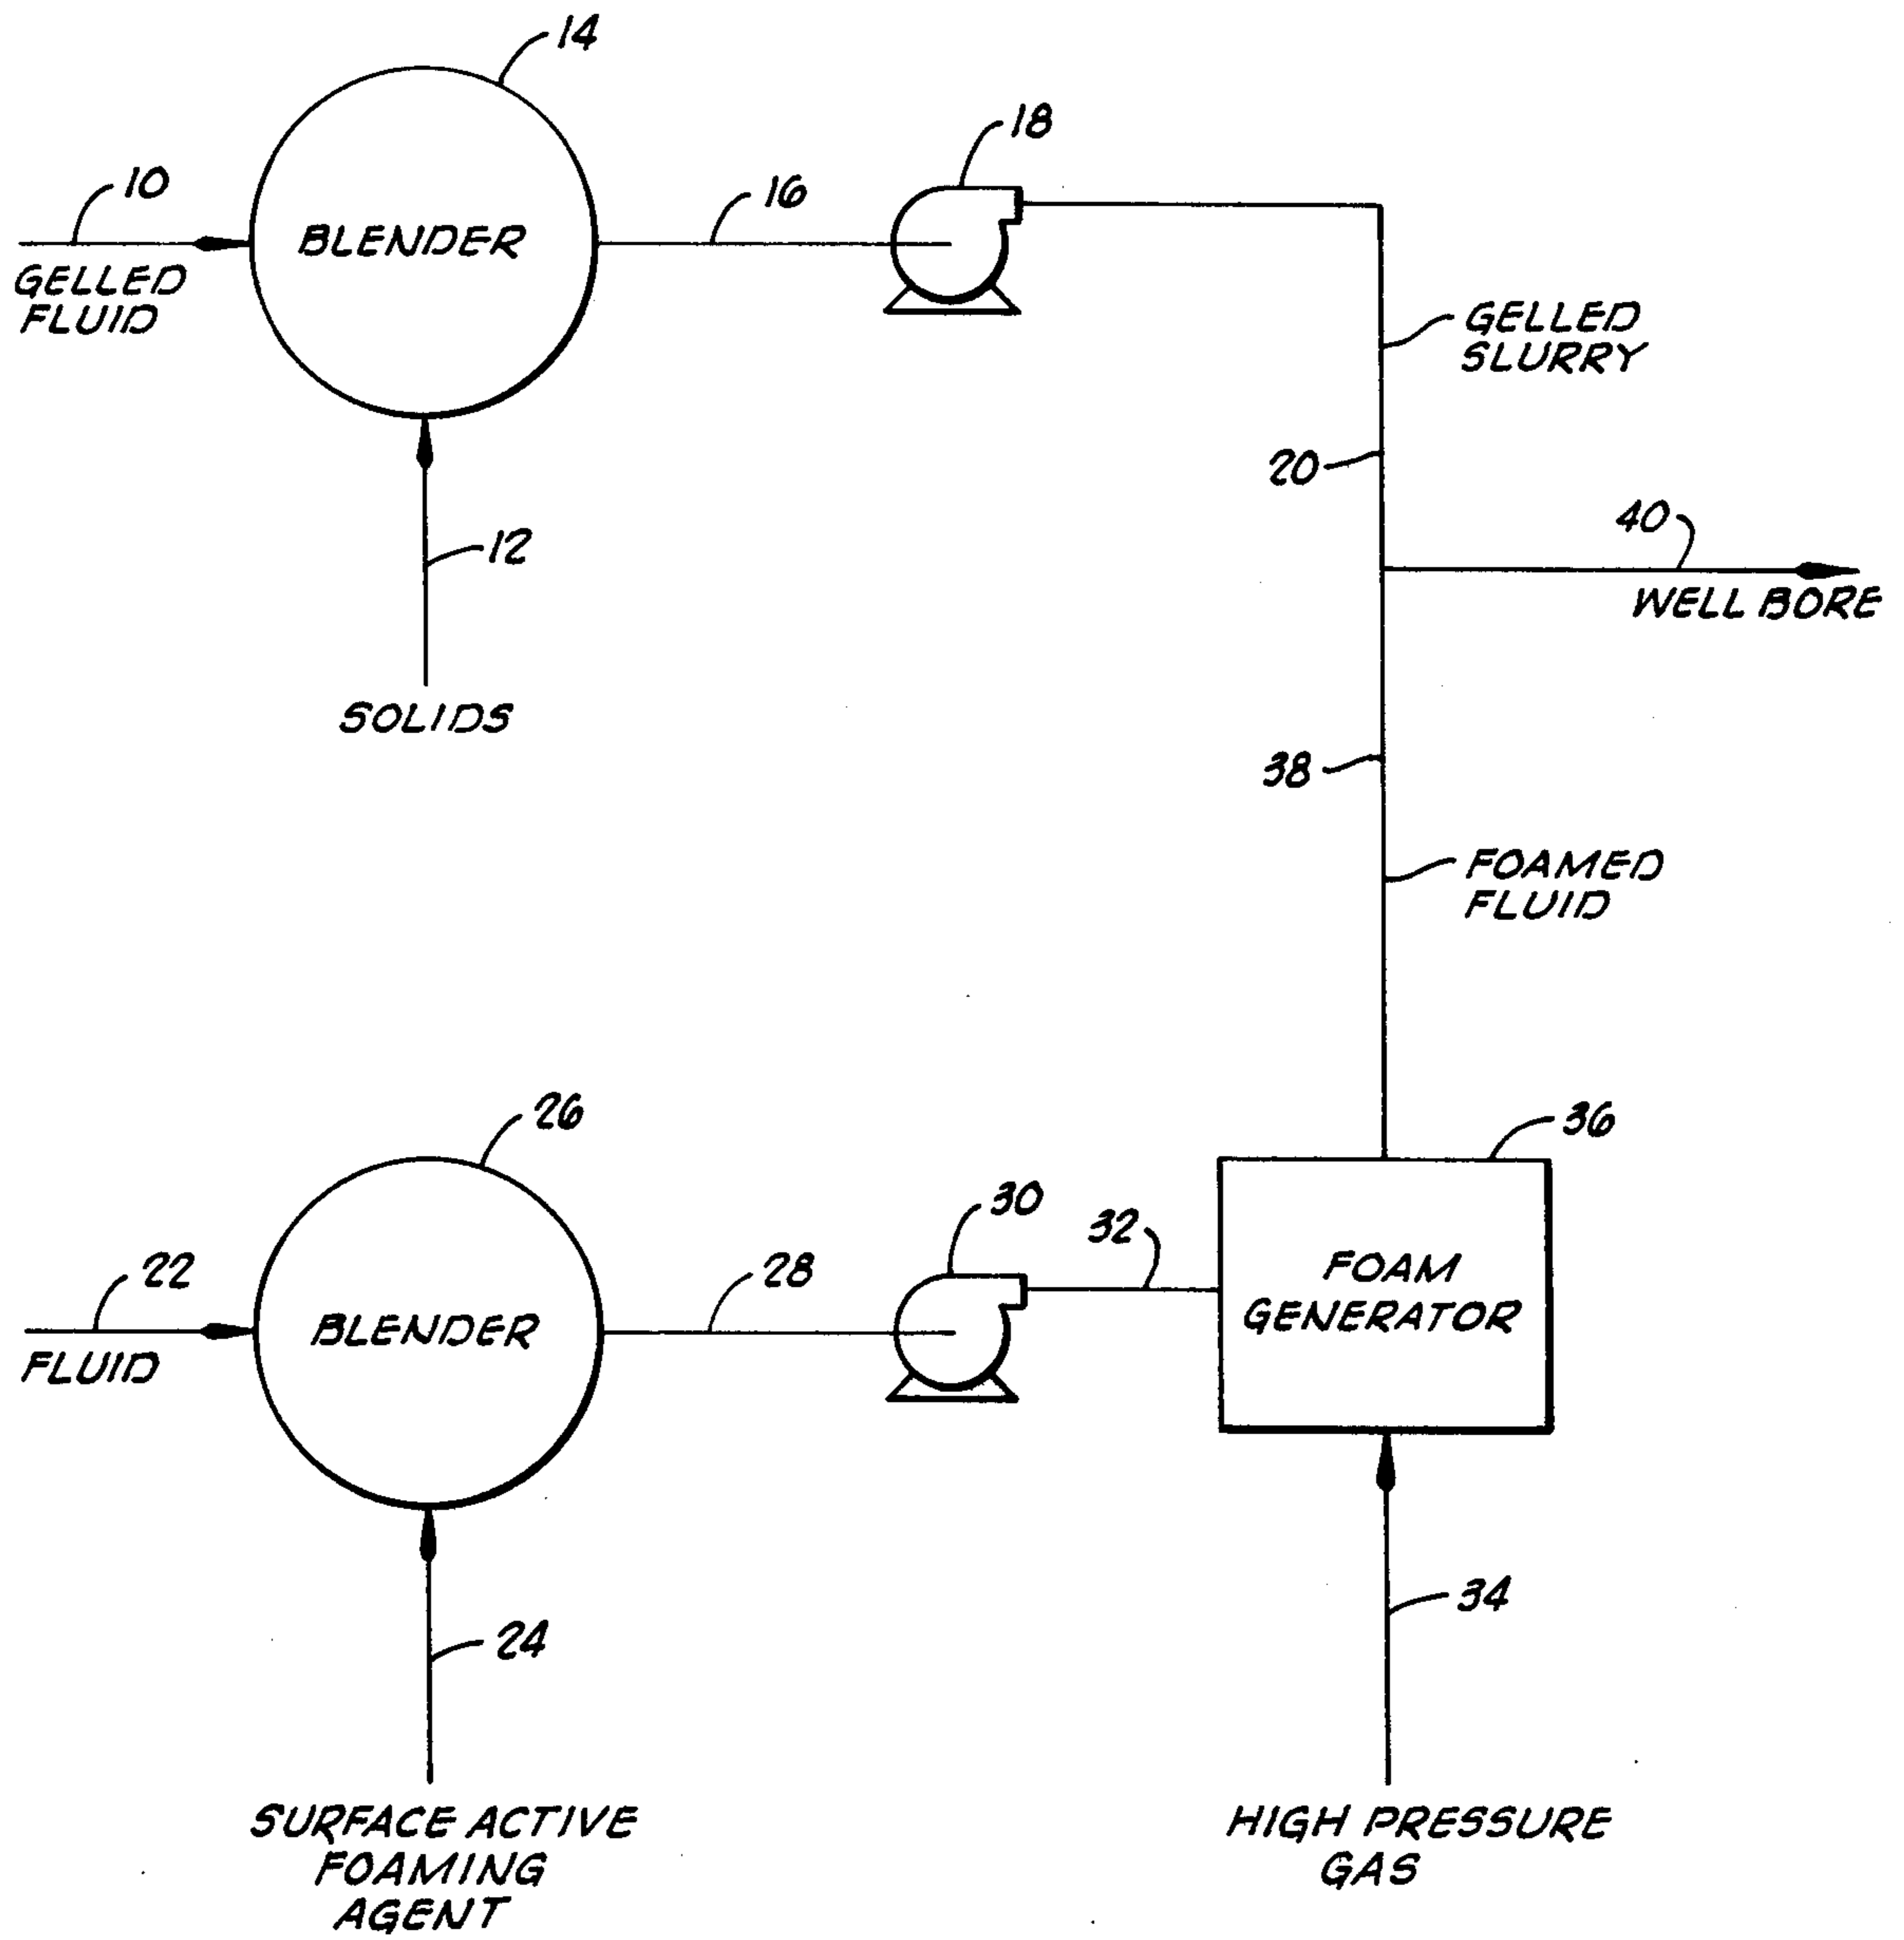 14
18
10
16
BLENDER
GELLED
FLUID
GELLED
SLURRY
20
12
40
WELL BORE
SOLIDS
38
FOAMED
FLUID
26
36
30
32
22
28
FOAM
GENERATOR
BLENDER
FLUID
34
24
SURFACE ACTIVE
FOAMING
AGENT
HIGH PRESSURE
GAS